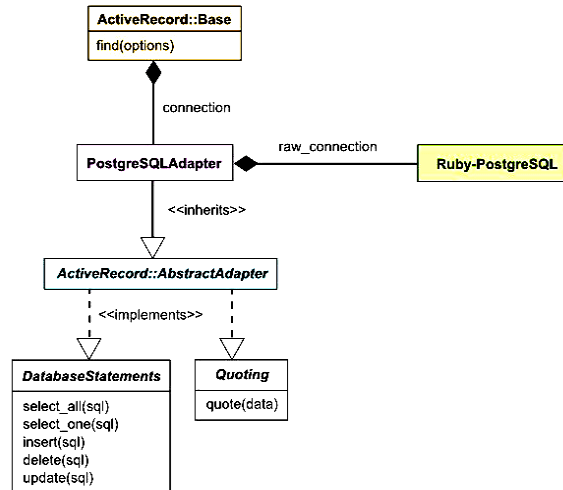 ActiveRecord::Base
find(options)
connection
raw_connection
PostgreSQLAdapter
Ruby-PostgreSQL
<<inherits>>
ActiveRecord::AbstractAdapter
<<implements>>
DatabaseStatements
select_all(sql)
select_one(sql)
insert(sql)
delete(sql)
update(sql)
Quoting
quote(data)